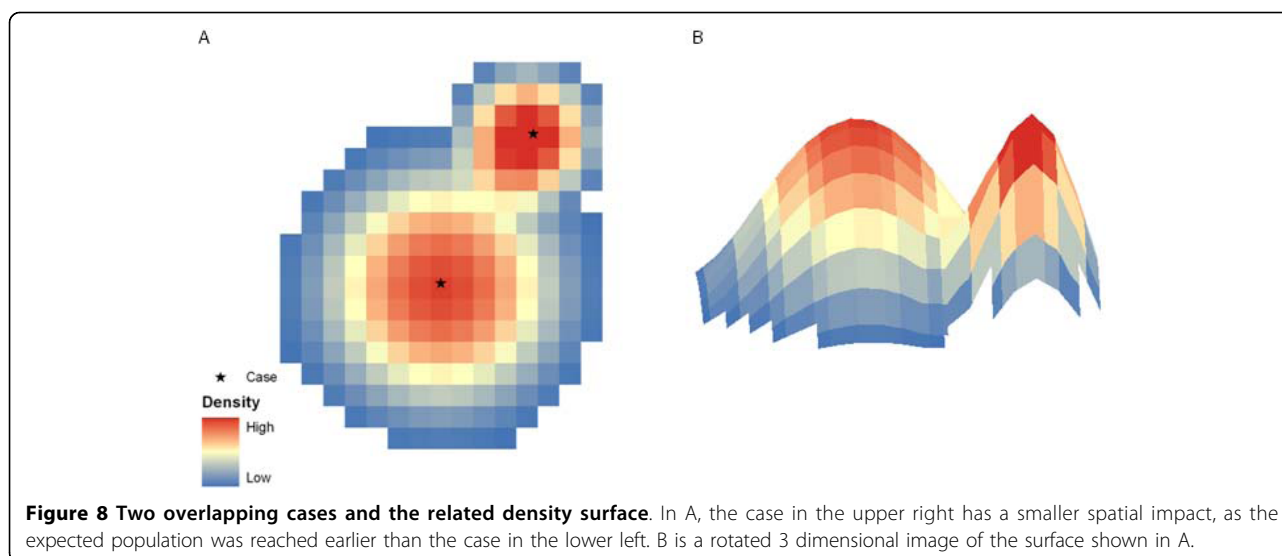 A
B
Case
Density
High
Low
Figure 8 Two overlapping cases and the related density surface. In A, the case in the upper right has a smaller spatial impact, as the
expected population was reached earlier than the case in the lower left. B is a rotated 3 dimensional image of the surface shown in A.